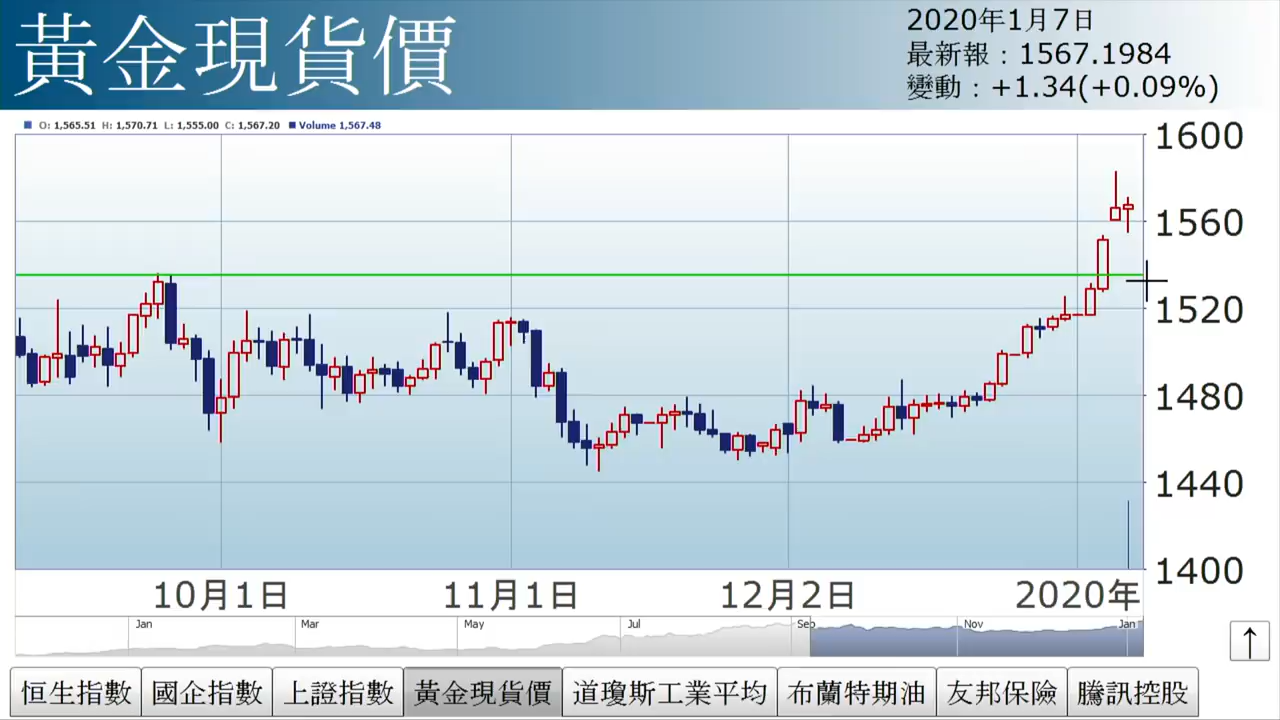 黃金現貨價
2020年1月7日
最新報：1567.1984
變動：+1.34(+0.09%)
O: 1,565.51 H: 1,570.71 L: 1,555.00 C: 1,567.20 Volume 1,567.48
1600
1560
1520
1480
1440
1400
10月1日 11月1日 12月2日 2020年
Jan Mar May Jul Sep Nov Jan
↑
恒生指數 國企指數 上證指數 黃金現貨價 道瓊斯工業平均 布蘭特期油 友邦保險 騰訊控股